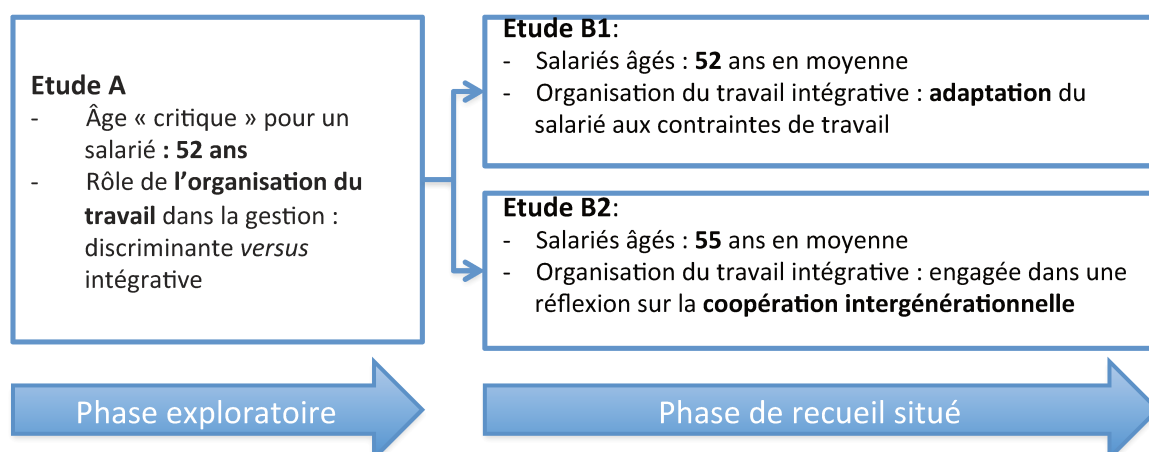 Etude A
- Âge « critique » pour un
salarié : 52 ans
- Rôle de l'organisation du
travail dans la gestion :
discriminante versus
intégrative
Etude B1:
- Salariés âgés : 52 ans en moyenne
- Organisation du travail intégrative : adaptation du
salarié aux contraintes de travail
Etude B2:
- Salariés âgés : 55 ans en moyenne
- Organisation du travail intégrative : engagée dans une
réflexion sur la coopération intergénérationnelle
Phase exploratoire
Phase de recueil situé